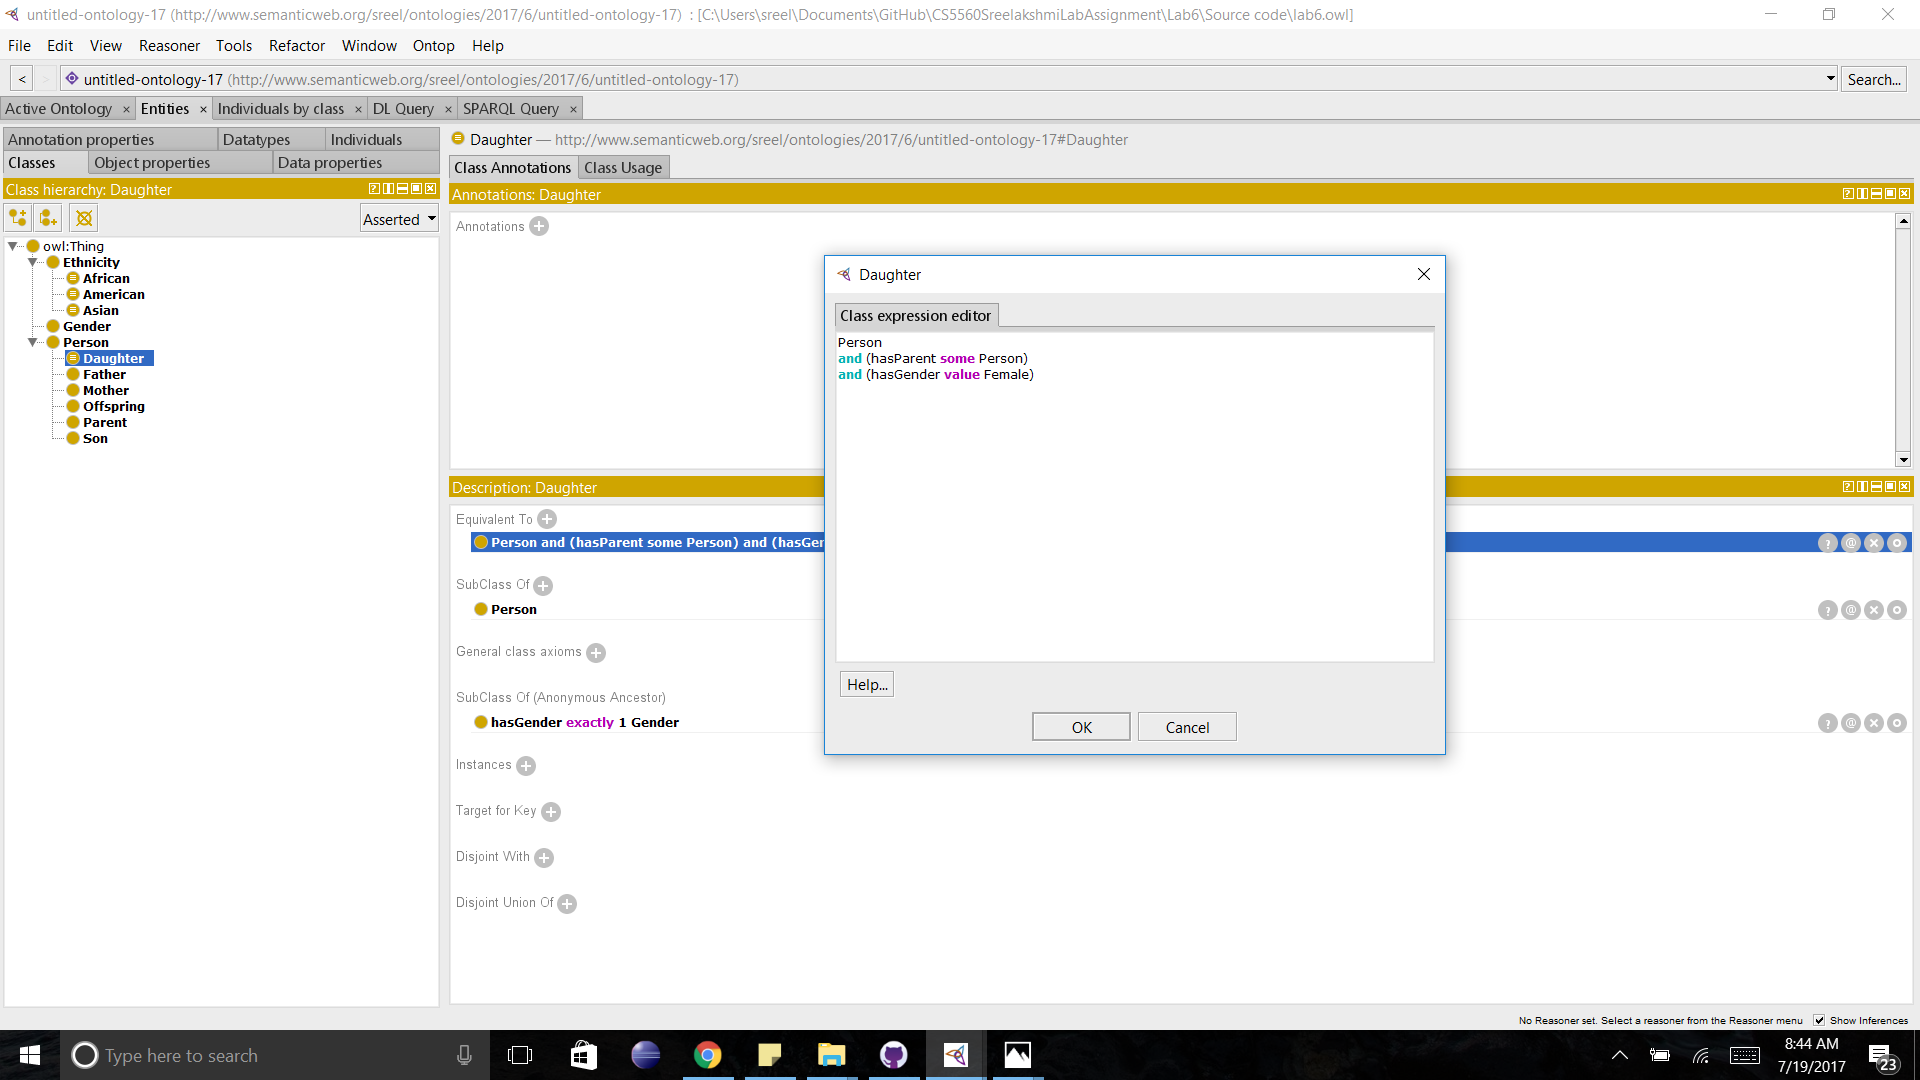 untitled-ontology-17 (http://www.semanticweb.org/sreel/ontologies/2017/6/untitled-ontology-17) : [C:\Users\sreel\Documents\GitHub\CS5560SreelakshmiLabAssignment\Lab6\Source code\lab6.owl]
File Edit View Reasoner Tools Refactor Window Ontop Help
< > untitled-ontology-17 (http://www.semanticweb.org/sreel/ontologies/2017/6/untitled-ontology-17) Search...
Active Ontology × Entities × Individuals by class × DL Query × SPARQL Query ×
Annotation properties Datatypes Individuals
Classes Object properties Data properties
Class hierarchy: Daughter
Asserted
owl:Thing
Ethnicity
African
American
Asian
Gender
Person
Daughter
Father
Mother
Offspring
Parent
Son
Daughter — http://www.semanticweb.org/sreel/ontologies/2017/6/untitled-ontology-17#Daughter
Class Annotations Class Usage
Annotations: Daughter
Annotations
Description: Daughter
Equivalent To
Person and (hasParent some Person) and (hasGen
SubClass Of
Person
General class axioms
SubClass Of (Anonymous Ancestor)
hasGender exactly 1 Gender
Instances
Target for Key
Disjoint With
Disjoint Union Of
Daughter
Class expression editor
Person
and (hasParent some Person)
and (hasGender value Female)
Help...
OK Cancel
No Reasoner set. Select a reasoner from the Reasoner menu Show Inferences
Type here to search
8:44 AM
7/19/2017
23